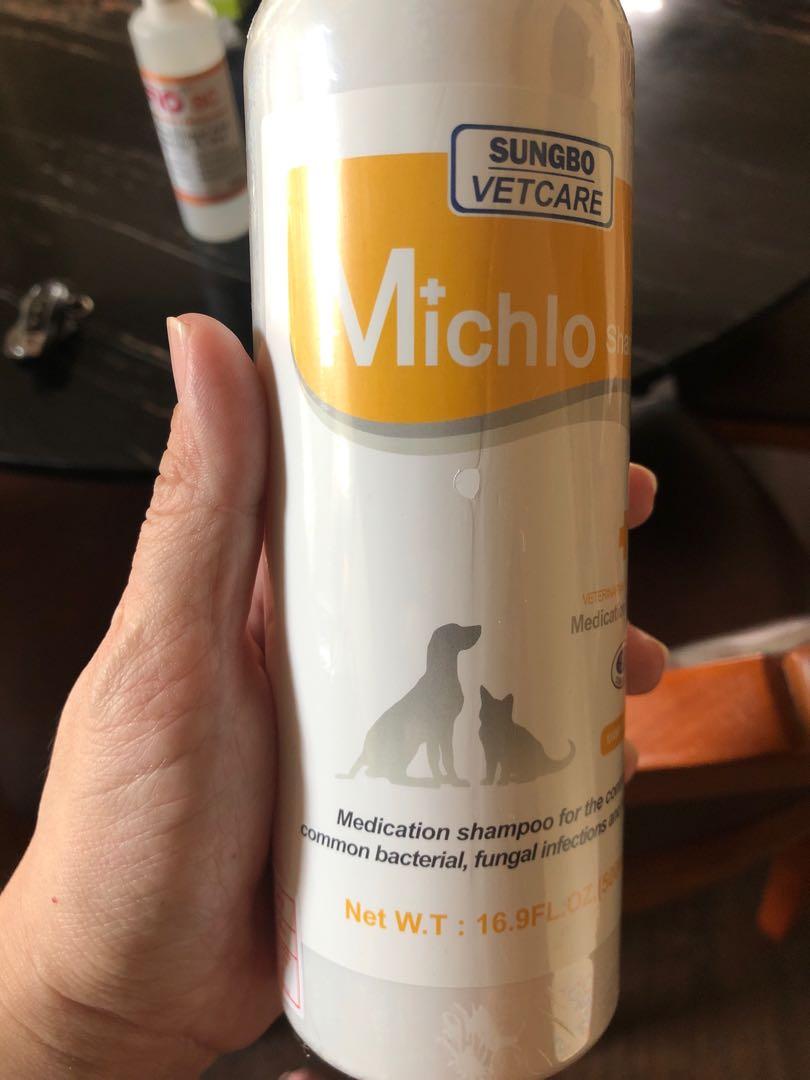 SUNGBO
VETCARE
Michlo
Medication shampoo for the
common bacterial, fungal infections
Net W.T : 16.9FL.OZ